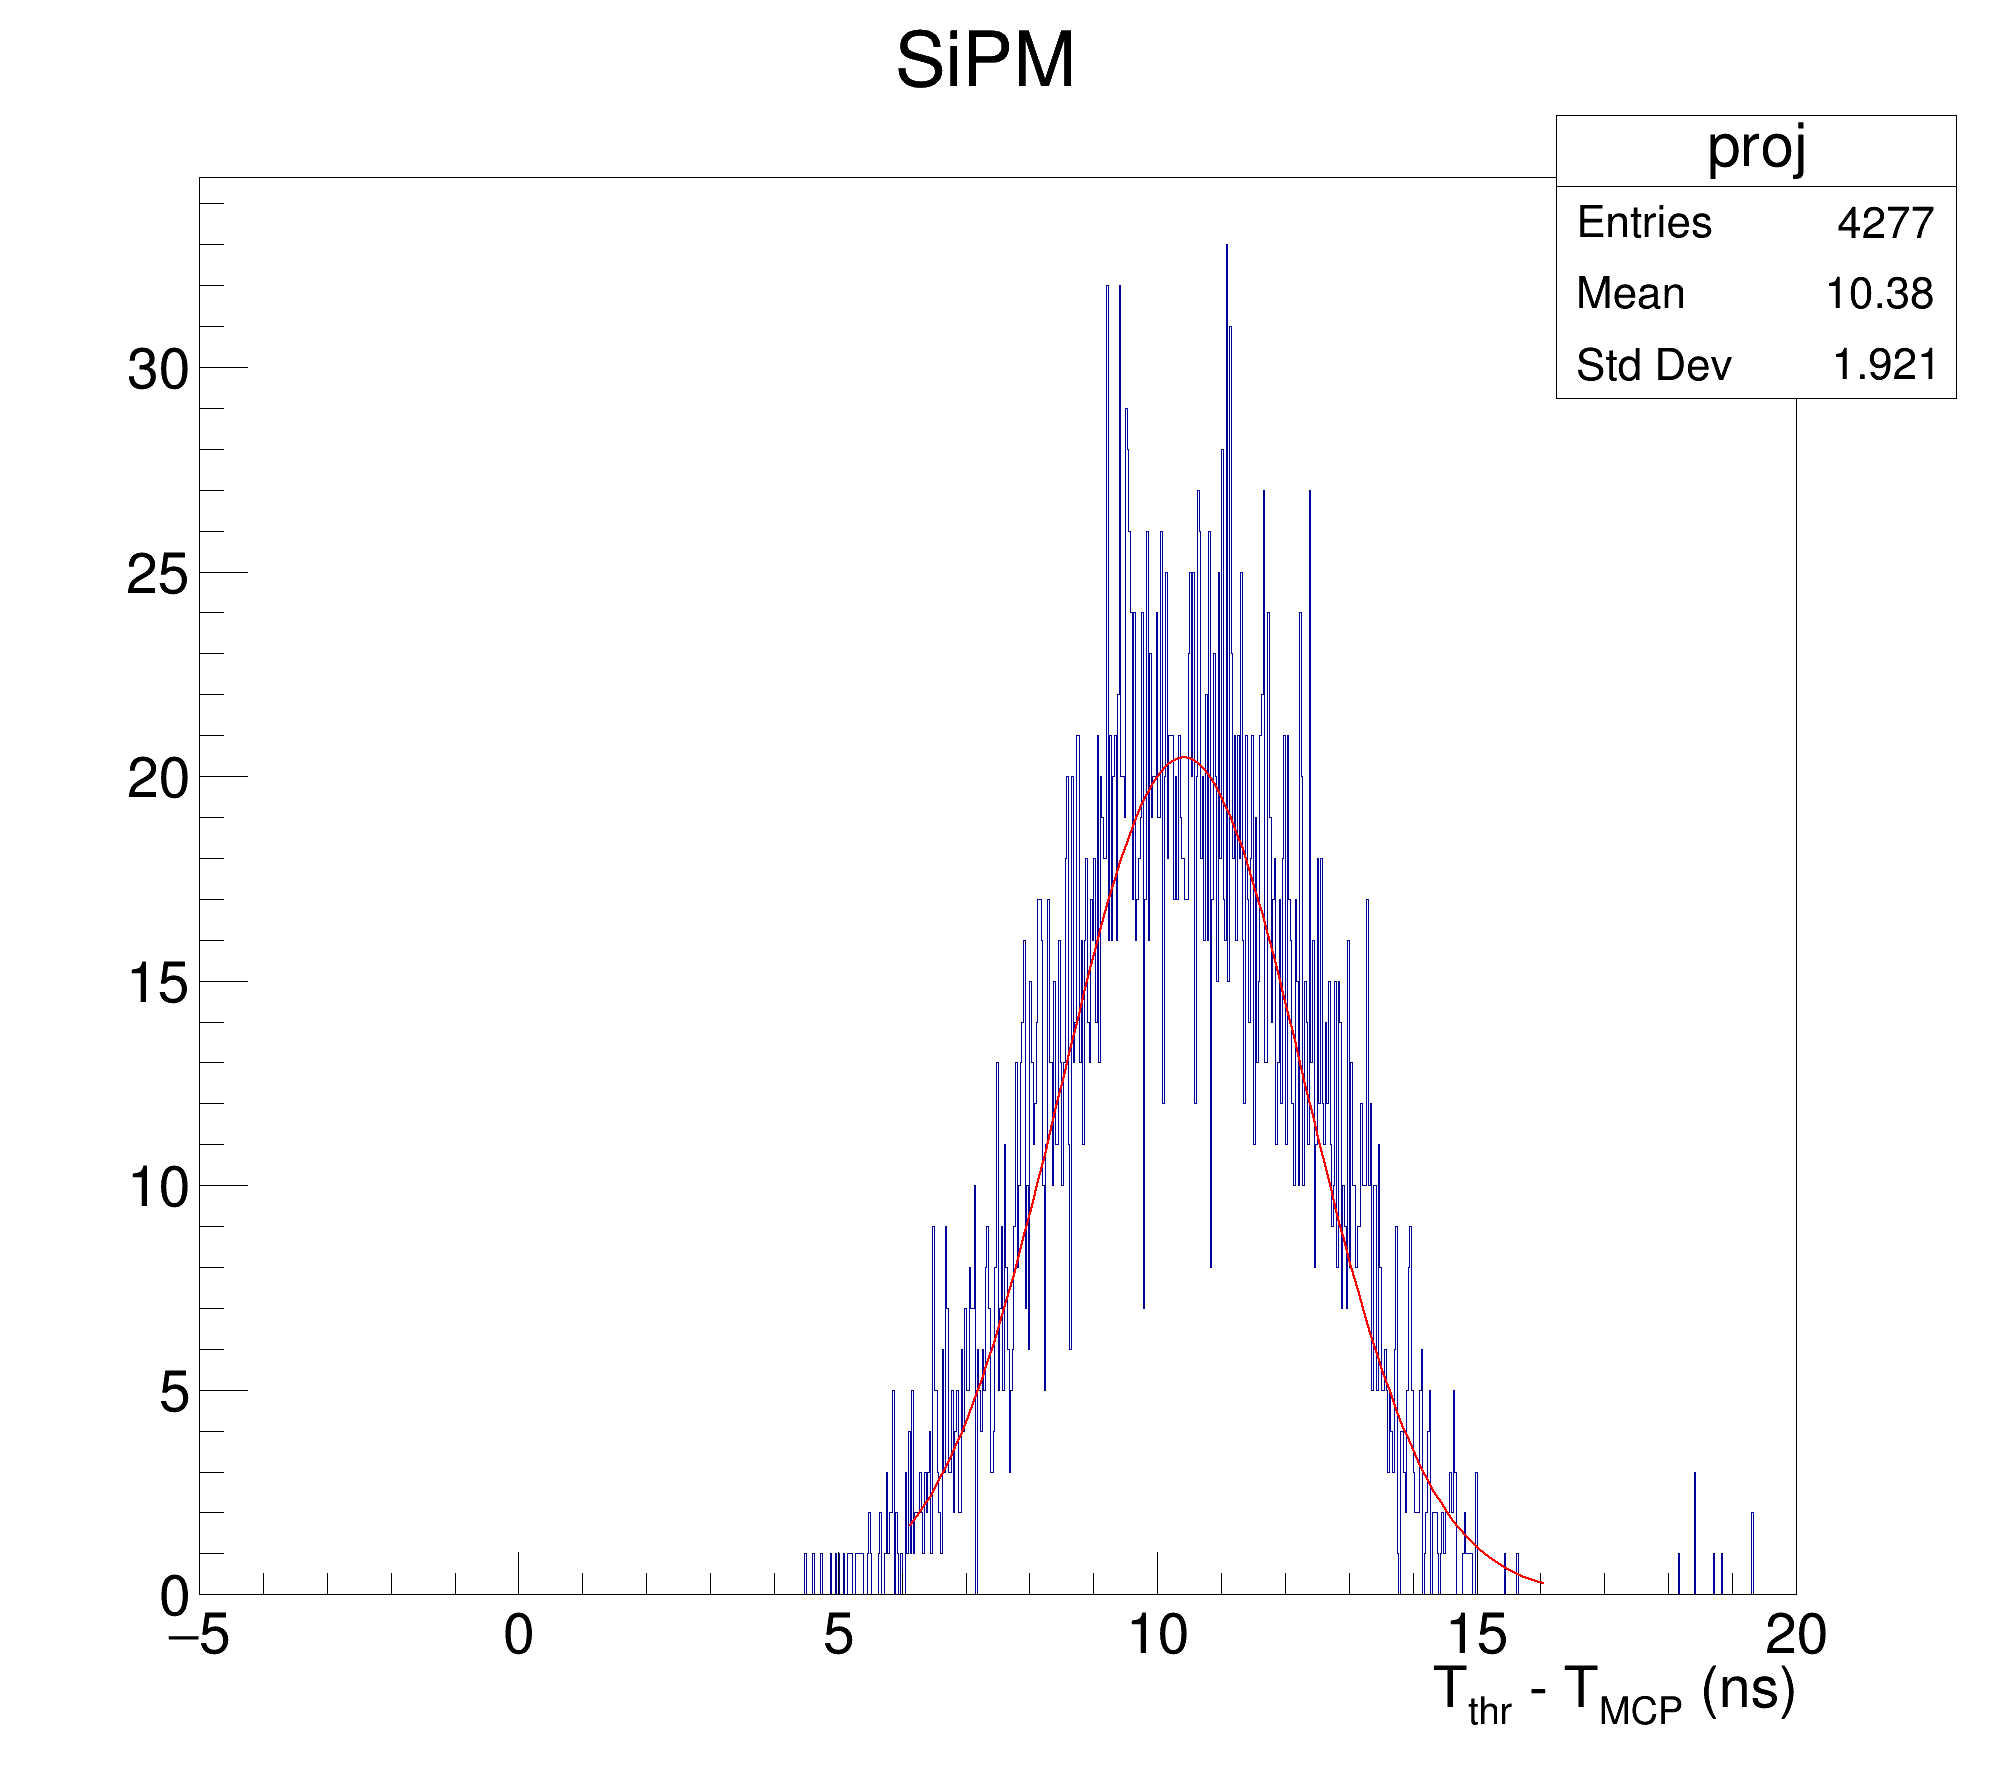 SiPM
proj
Entries 4277
Mean 10.38
Std Dev 1.921
30
25
20
15
10
5
0
−5 0 5 10 15 20
T_thr - T_MCP (ns)